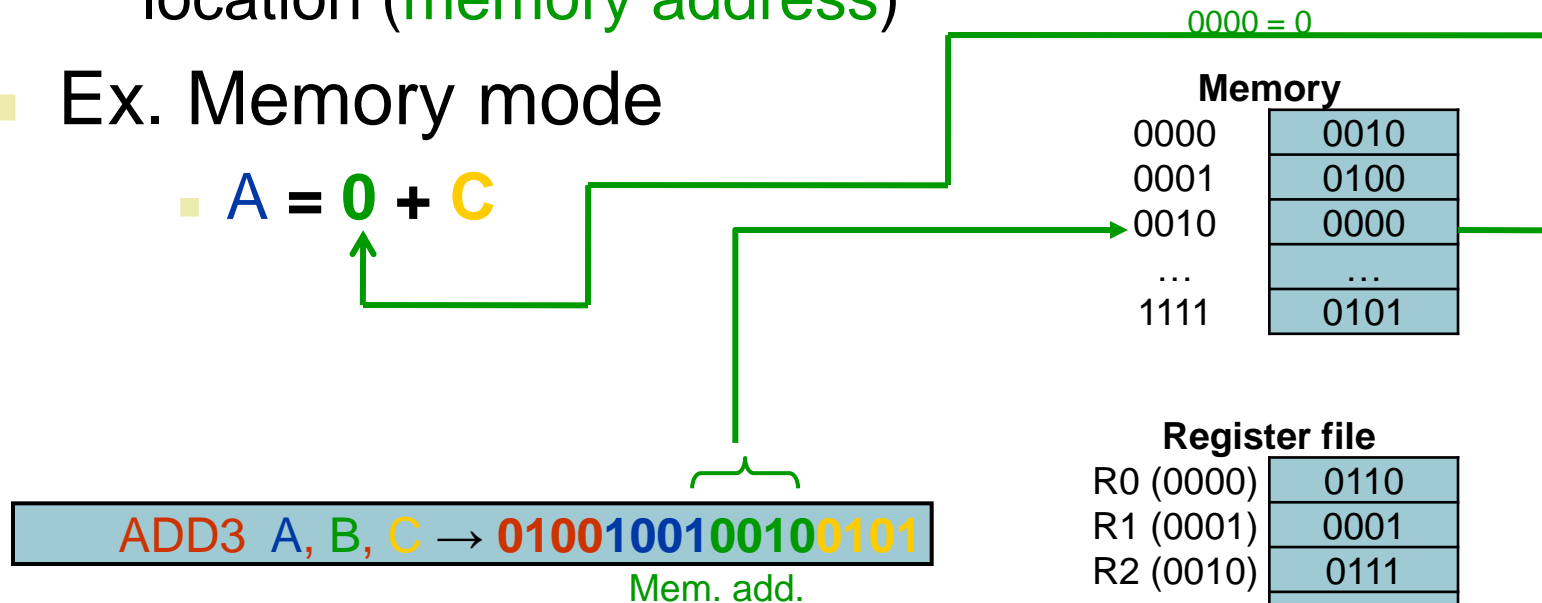 location (memory address)
Ex. Memory mode
A = 0 + C
0000 = 0
Memory
0000 0010
0001 0100
0010 0000
… …
1111 0101
Register file
R0 (0000) 0110
R1 (0001) 0001
R2 (0010) 0111
ADD3 A, B, C → 0100100100100101
Mem. add.